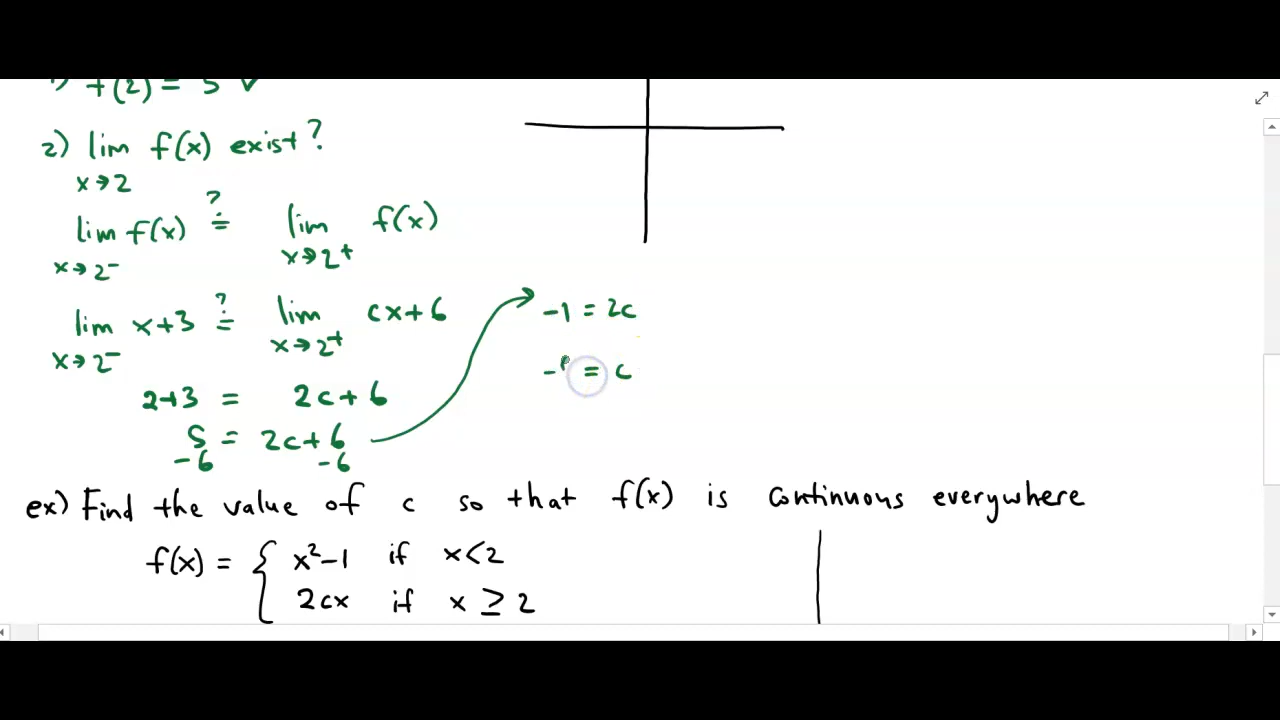 1) f(2) = 5 ✓
2) lim f(x) exist?
x→2
lim f(x) ≟ lim f(x)
x→2⁻ x→2⁺
lim x+3 ≟ lim cx+6
x→2⁻ x→2⁺
2+3 = 2c+6
5 = 2c+6
-6 -6
-1 = 2c
- = c
ex) Find the value of c so that f(x) is continuous everywhere
f(x) = { x²-1 if x<2
2cx if x ≥ 2